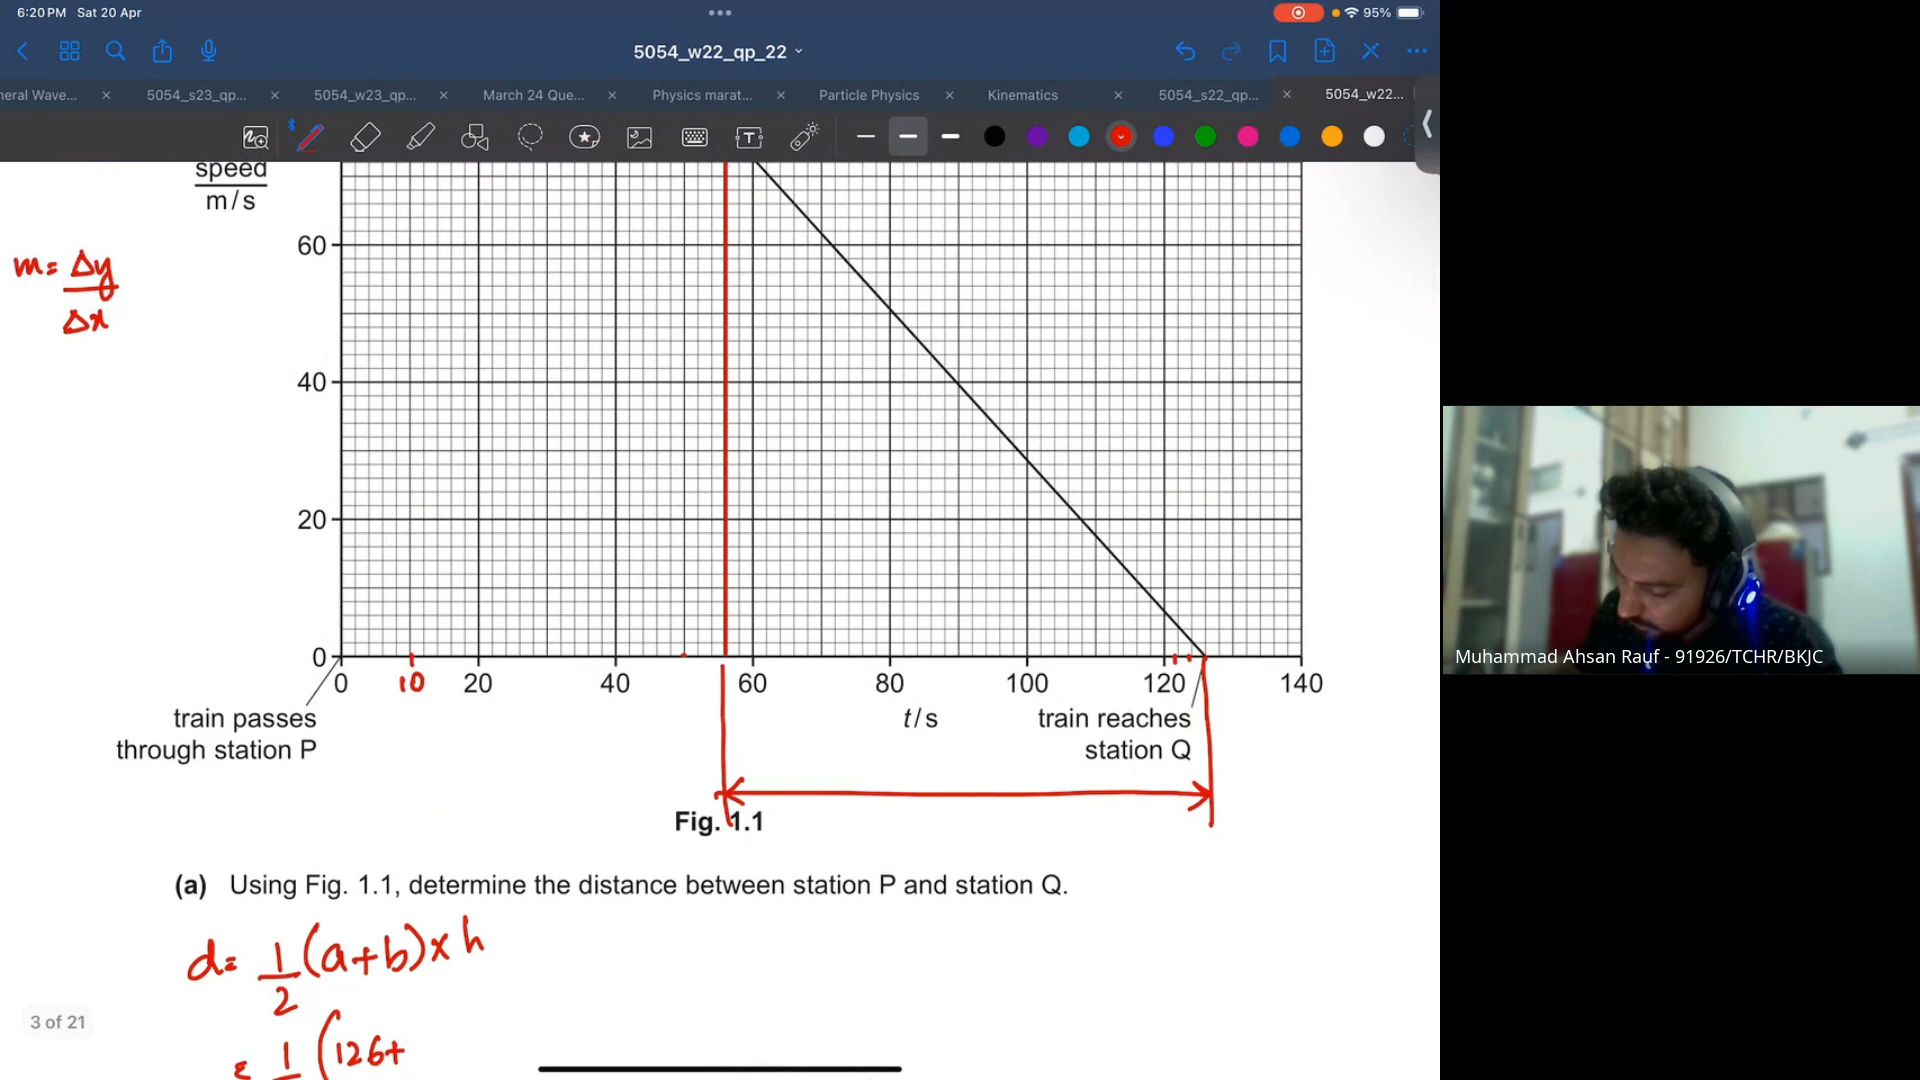 6:20 PM Sat 20 Apr
95%
5054_w22_qp_22
neral Wave...
5054_s23_qp...
5054_w23_qp...
March 24 Que...
Physics marat...
Particle Physics
Kinematics
5054_s22_qp...
5054_w22...
speed
m/s
60
40
20
0
m = Δy
Δx
0 10 20 40 60 80 100 120 140
train passes
through station P
t/s
train reaches
station Q
Fig. 1.1
(a) Using Fig. 1.1, determine the distance between station P and station Q.
d = 1/2 (a+b) x h
= 1 (126+
3 of 21
Muhammad Ahsan Rauf - 91926/TCHR/BKJC